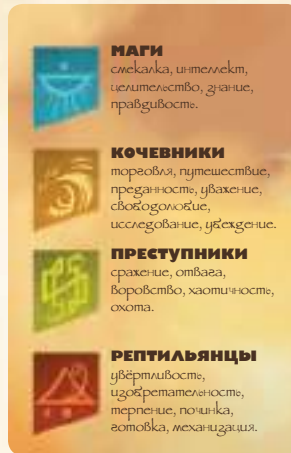 МАГИ
смекалка, интеллект,
целительство, знание,
правдивость.
КОЧЕВНИКИ
торговля, путешествие,
преданность, уважение,
свободолюбие,
исследование, убеждение.
ПРЕСТУПНИКИ
сражение, отвага,
воровство, хаотичность,
охота.
РЕПТИЛЬЯНЦЫ
увёртливость,
изобретательность,
терпение, починка,
готовка, механизация.